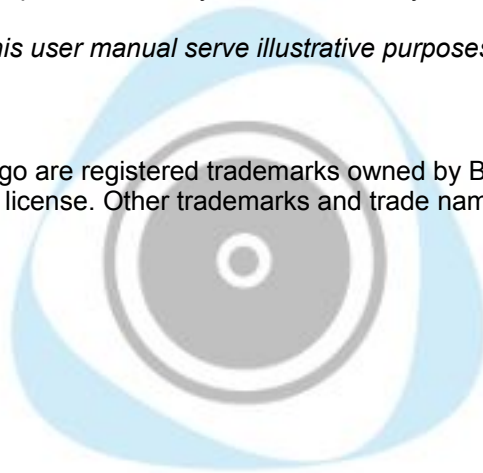 his user manual serve illustrative purposes
go are registered trademarks owned by B
license. Other trademarks and trade nam